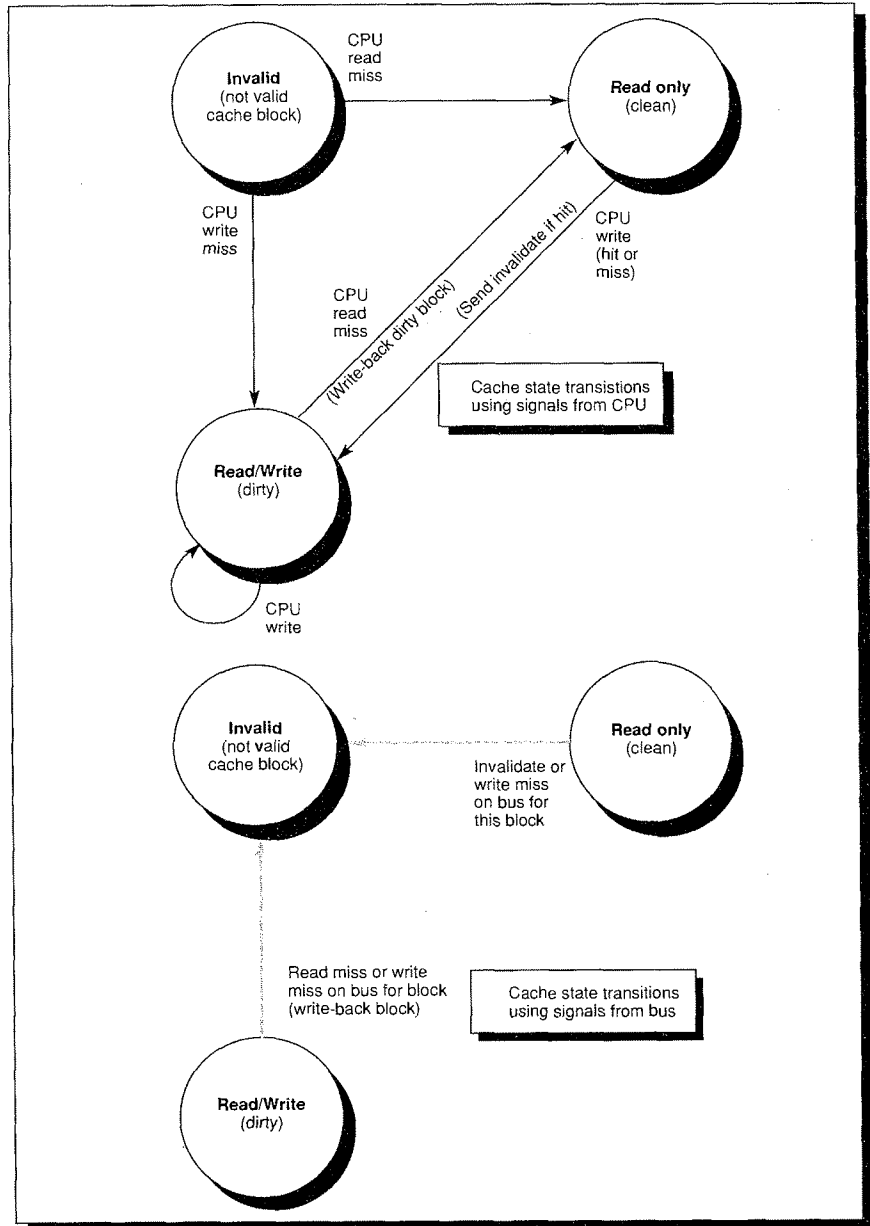 Invalid
(not valid
cache block)
CPU
read
miss
Read only
(clean)
CPU
write
miss
CPU
read
miss
(Write-back dirty block)
(Send invalidate if hit)
CPU
write
(hit or
miss)
Cache state transistions
using signals from CPU
Read/Write
(dirty)
CPU
write
Invalid
(not valid
cache block)
Read only
(clean)
Invalidate or
write miss
on bus for
this block
Read miss or write
miss on bus for block
(write-back block)
Cache state transitions
using signals from bus
Read/Write
(dirty)